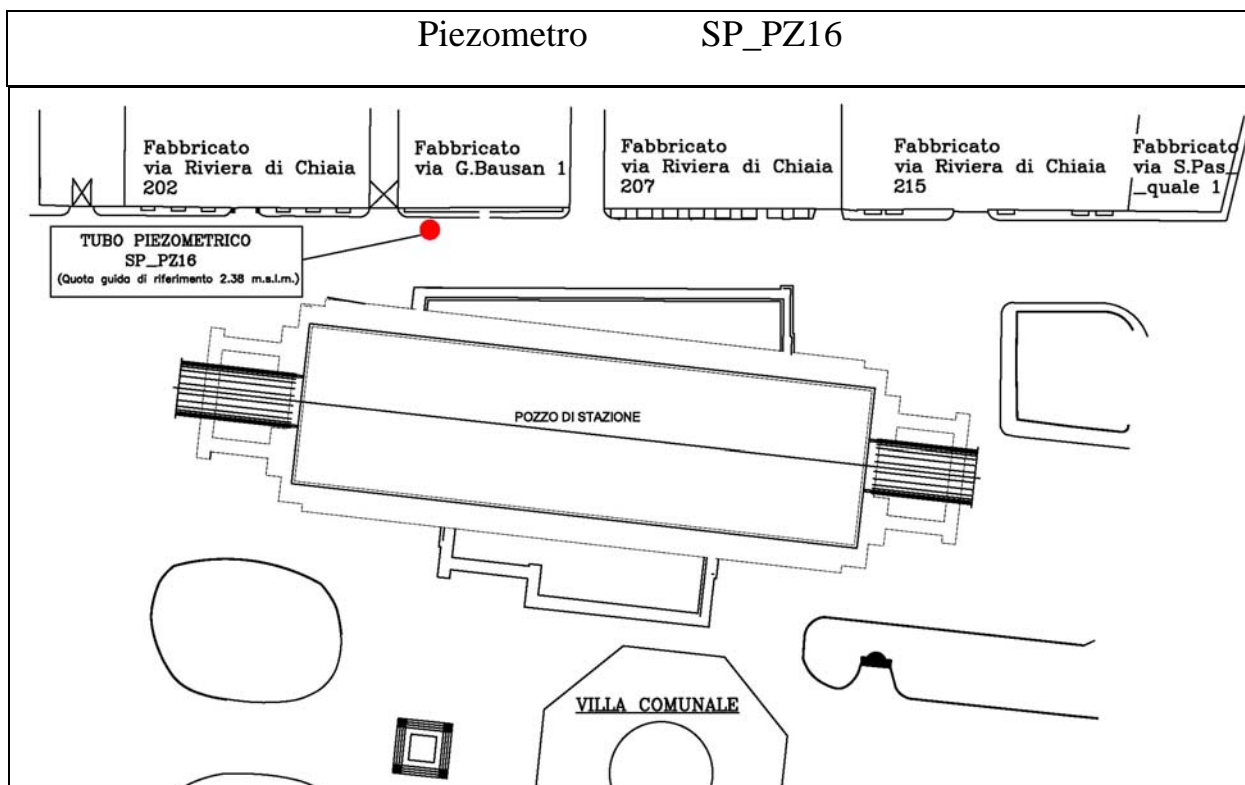 Piezometro SP_PZ16
Fabbricato
via Riviera di Chiaia
202
Fabbricato
via G.Bausan 1
Fabbricato
via Riviera di Chiaia
207
Fabbricato
via Riviera di Chiaia
215
Fabbricato
via S.Pas_
_quale 1
TUBO PIEZOMETRICO
SP_PZ16
(Quota guida di riferimento 2.38 m.s.l.m.)
POZZO DI STAZIONE
VILLA COMUNALE